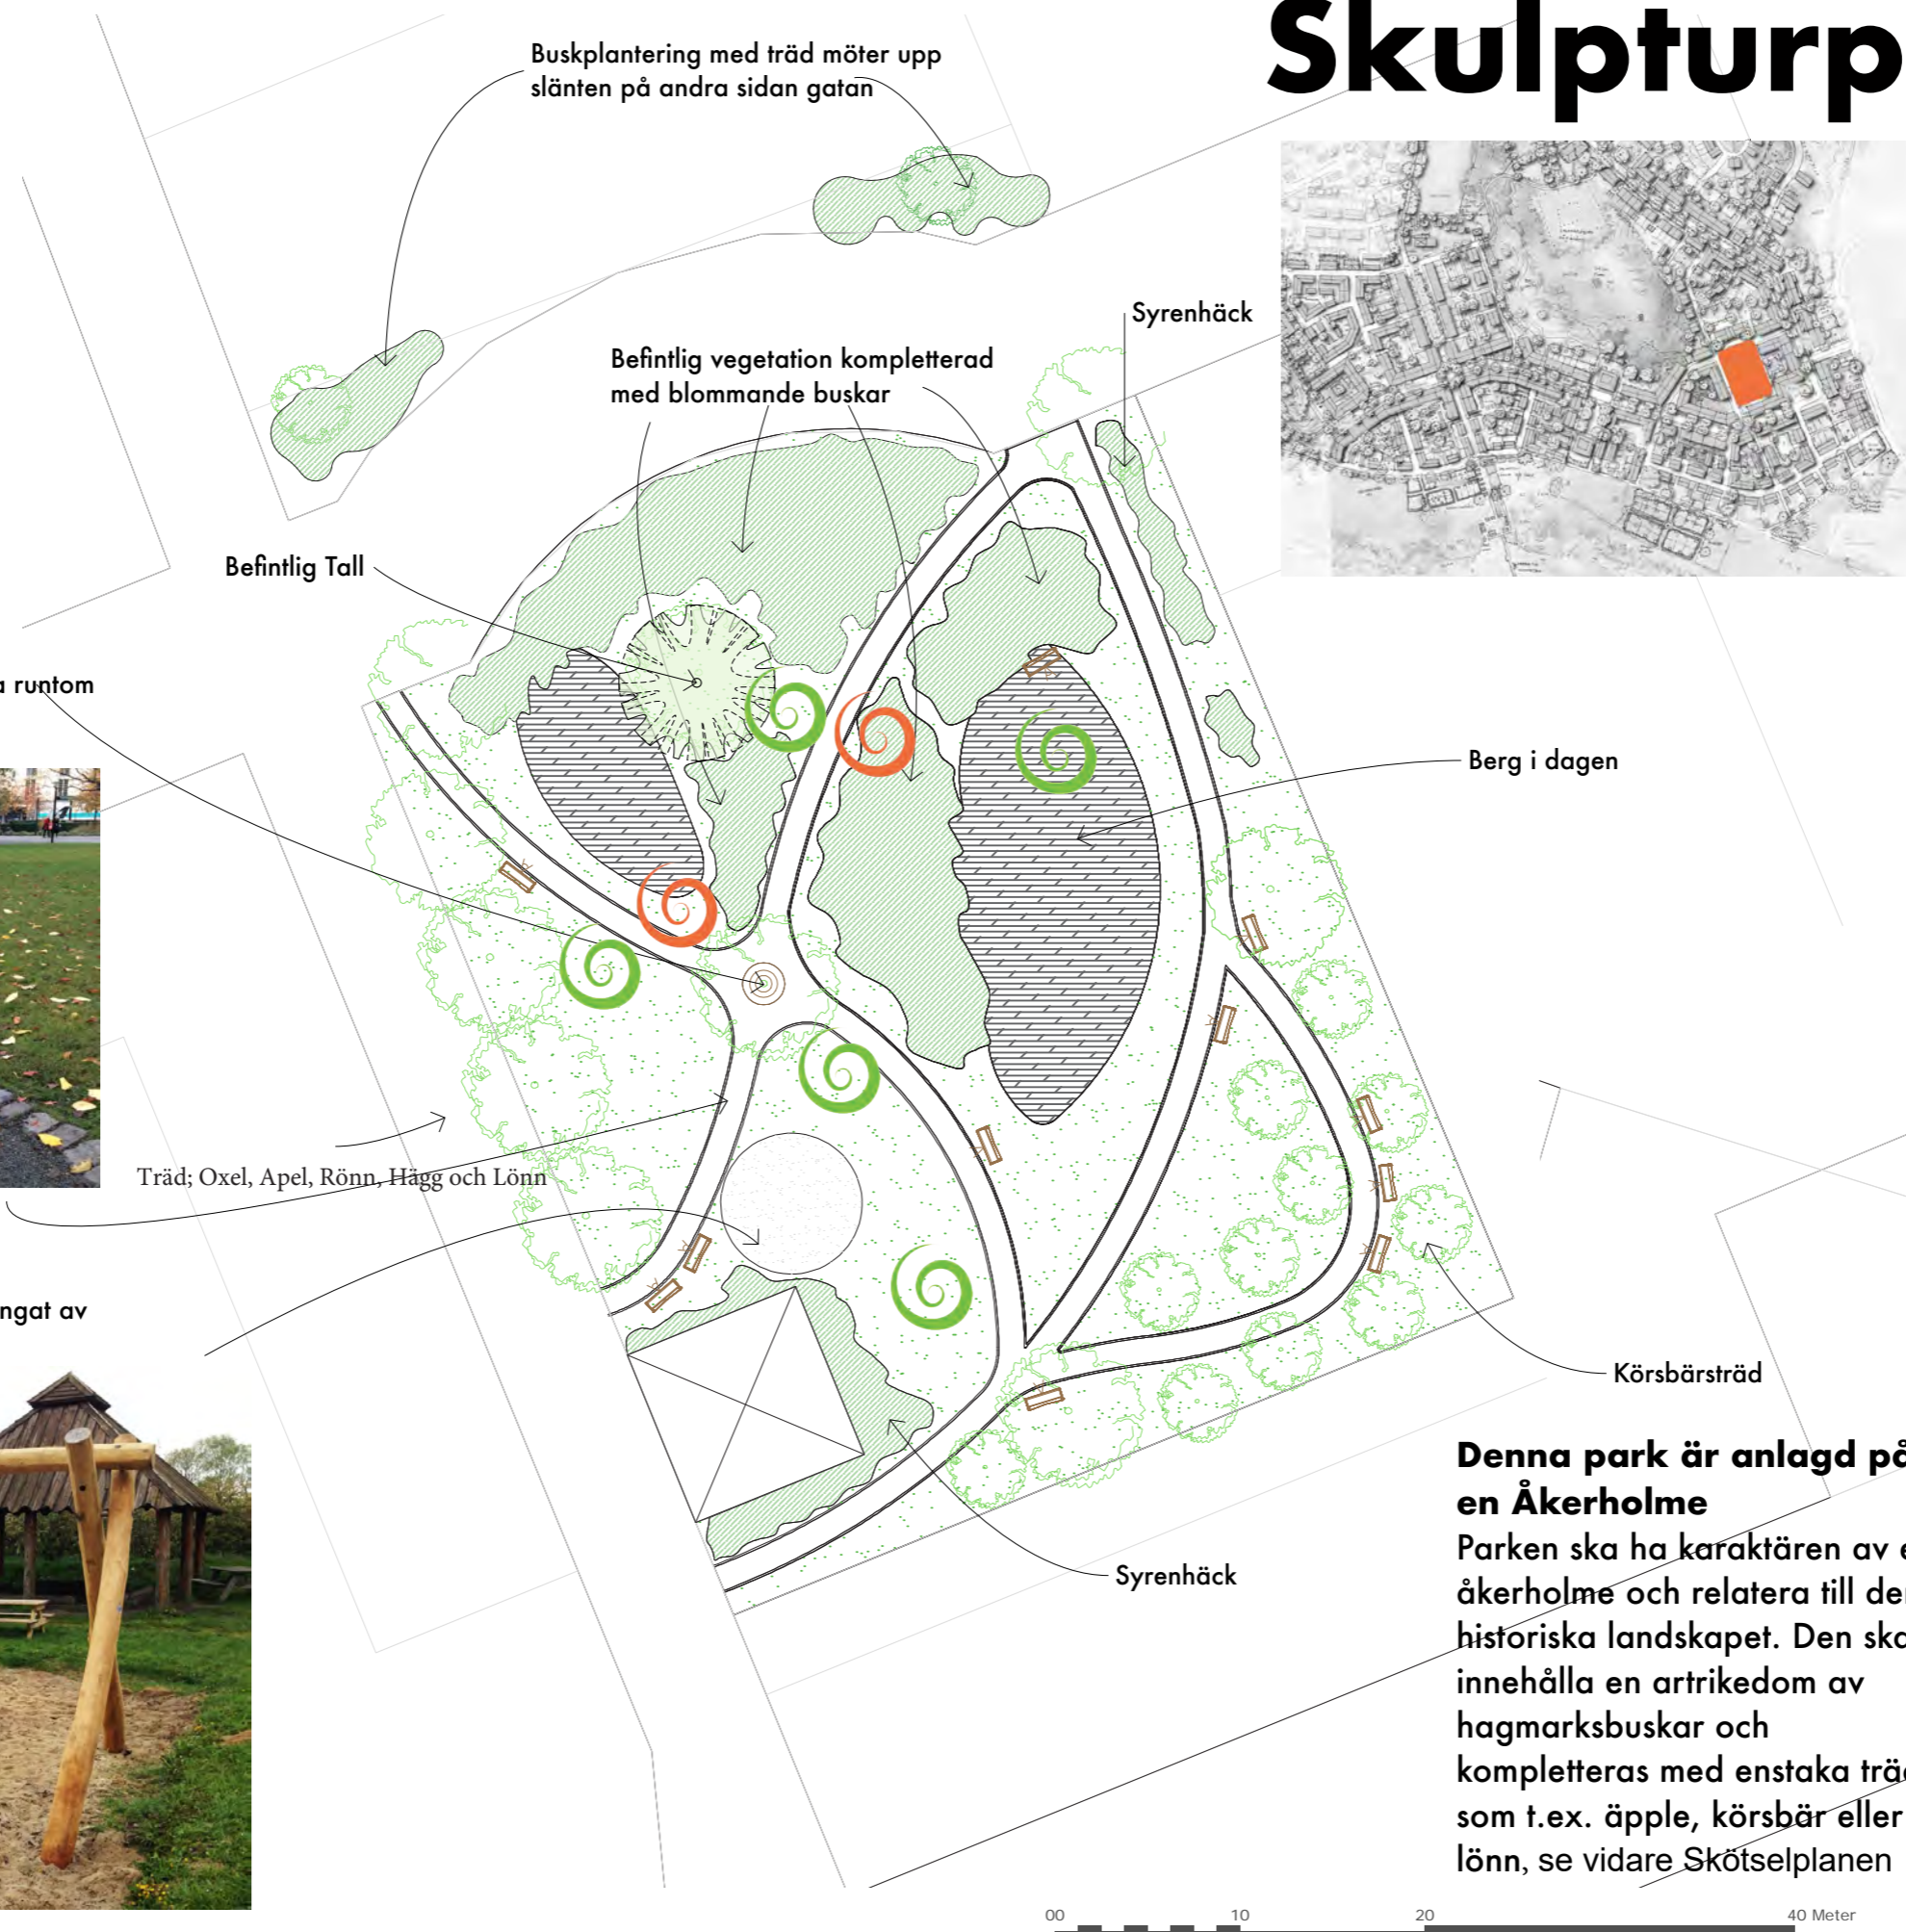 Skulpturp
Buskplantering med träd möter upp
slänten på andra sidan gatan
Syrenhäck
Befintlig vegetation kompletterad
med blommande buskar
Befintlig Tall
a runtom
Berg i dagen
Träd; Oxel, Apel, Rönn, Hägg och Lönn
ngat av
Körsbärsträd
Syrenhäck
Denna park är anlagd på
en Åkerholme
Parken ska ha karaktären av e
åkerholme och relatera till den
historiska landskapet. Den ska
innehålla en artrikedom av
hagmarksbuskar och
kompletteras med enstaka träd
som t.ex. äpple, körsbär eller
lönn, se vidare Skötselplanen
00 10 20 40 Meter